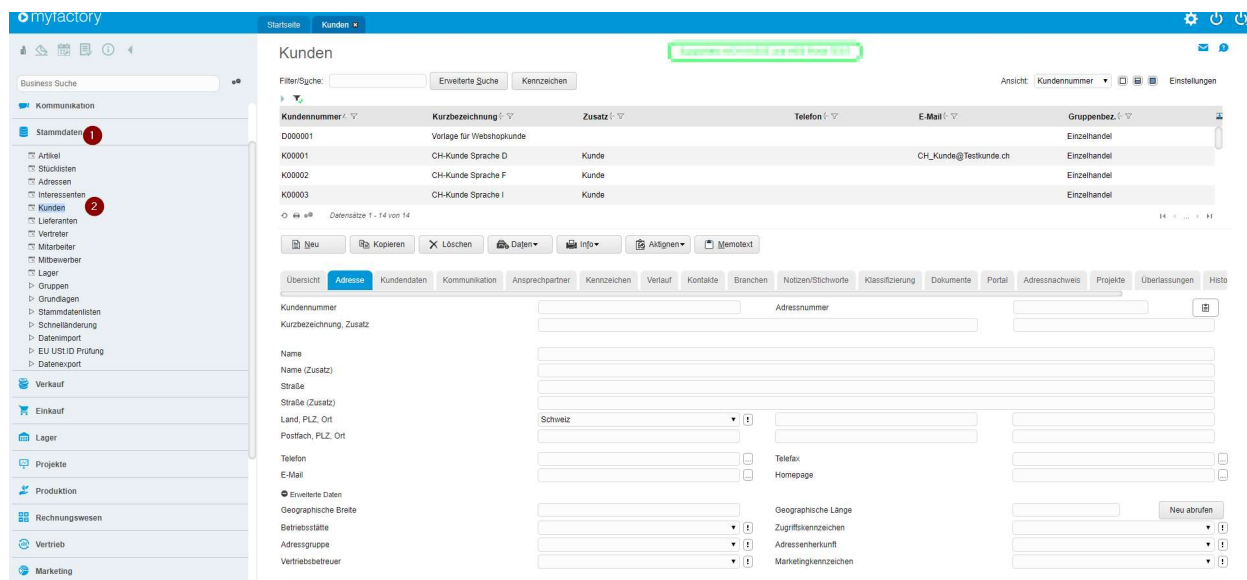 myfactory
Startseite Kunden ×
Kunden
Business Suche
Filter/Suche: Erweiterte Suche Kennzeichen Ansicht: Kundennummer Einstellungen
Kommunikation
Stammdaten 1
Artikel
Stücklisten
Adressen
Interessenten
Kunden 2
Lieferanten
Vertreter
Mitarbeiter
Mitbewerber
Lager
Gruppen
Grundlagen
Stammdatenlisten
Schnelländerung
Datenimport
EU USt.ID Prüfung
Datenexport
Verkauf
Einkauf
Lager
Projekte
Produktion
Rechnungswesen
Vertrieb
Marketing
Kundennummer Kurzbezeichnung Zusatz Telefon E-Mail Gruppenbez.
D000001 Vorlage für Webshopkunde Einzelhandel
K00001 CH-Kunde Sprache D Kunde CH_Kunde@Testkunde.ch Einzelhandel
K00002 CH-Kunde Sprache F Kunde Einzelhandel
K00003 CH-Kunde Sprache I Kunde Einzelhandel
Datensätze 1 - 14 von 14
Neu Kopieren Löschen Daten Info Aktionen Memotext
Übersicht Adresse Kundendaten Kommunikation Ansprechpartner Kennzeichen Verlauf Kontakte Branchen Notizen/Stichworte Klassifizierung Dokumente Portal Adressnachweis Projekte Überlassungen Histo
Kundennummer Adressnummer
Kurzbezeichnung, Zusatz
Name
Name (Zusatz)
Straße
Straße (Zusatz)
Land, PLZ, Ort Schweiz
Postfach, PLZ, Ort
Telefon Telefax
E-Mail Homepage
Erweiterte Daten
Geographische Breite Geographische Länge Neu abrufen
Betriebsstätte Zugriffskennzeichen
Adressgruppe Adressenherkunft
Vertriebsbetreuer Marketingkennzeichen